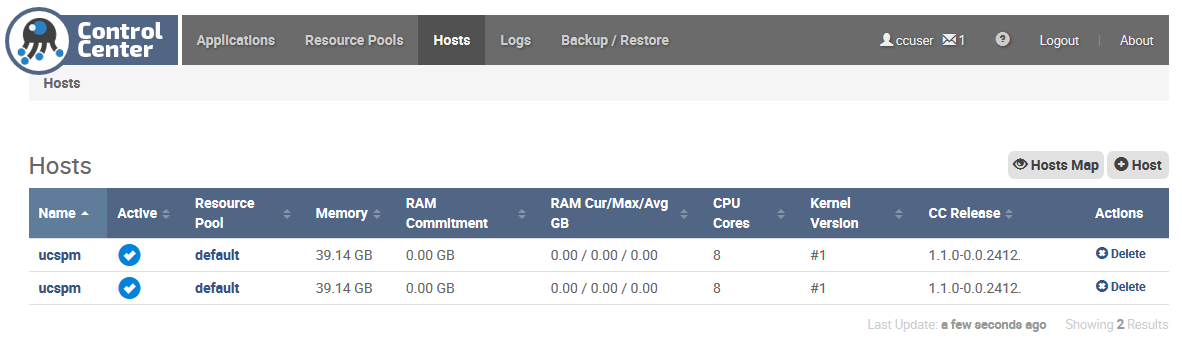 Control Center Applications Resource Pools Hosts Logs Backup / Restore ccuser 1 ? Logout | About
Hosts
Hosts Hosts Map Host
Name Active Resource Pool Memory RAM Commitment RAM Cur/Max/Avg GB CPU Cores Kernel Version CC Release Actions
ucspm default 39.14 GB 0.00 GB 0.00 / 0.00 / 0.00 8 #1 1.1.0-0.0.2412. Delete
ucspm default 39.14 GB 0.00 GB 0.00 / 0.00 / 0.00 8 #1 1.1.0-0.0.2412. Delete
Last Update: a few seconds ago Showing 2 Results